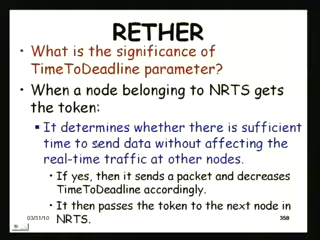 RETHER
• What is the significance of
TimeToDeadline parameter?
• When a node belonging to NRTS gets
the token:
▪ It determines whether there is sufficient
time to send data without affecting the
real-time traffic at other nodes.
• If yes, then it sends a packet and decreases
TimeToDeadline accordingly.
• It then passes the token to the next node in
NRTS.
03/31/10
358